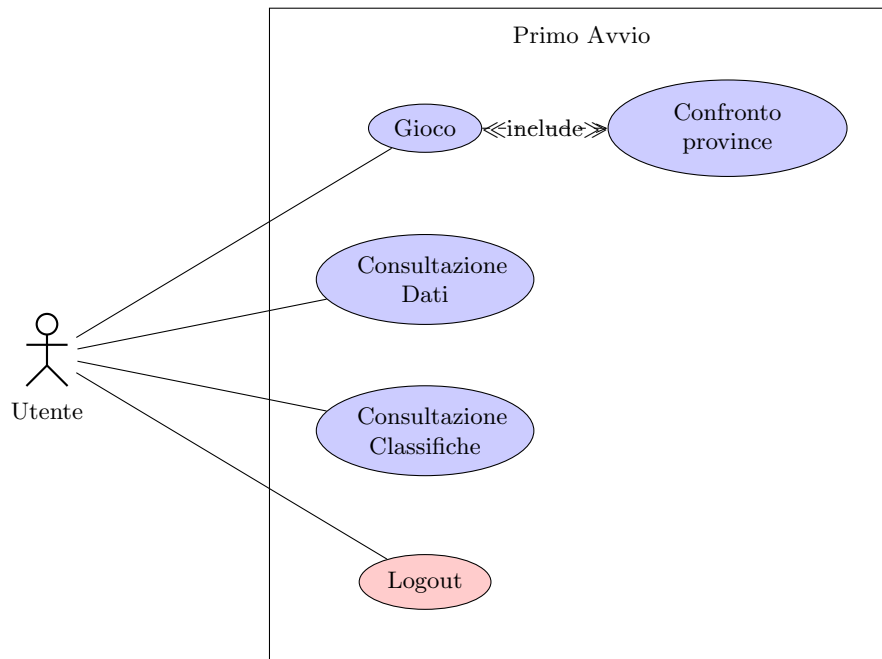 Primo Avvio
Gioco
≪include≫
Confronto
province
Consultazione
Dati
Utente
Consultazione
Classifiche
Logout